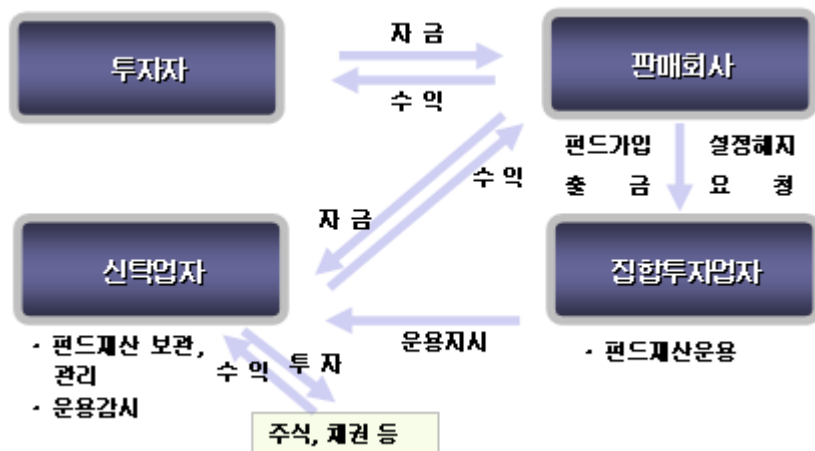 자 금
투자자
판매회사
수 익
펀드가입 설정해지
출 금 요 청
수 익
자 금
신탁업자
집합투자업자
운용지시
· 펀드재산 보관,
관리
· 운용감시
수 익
투 자
· 펀드재산운용
주식, 채권 등